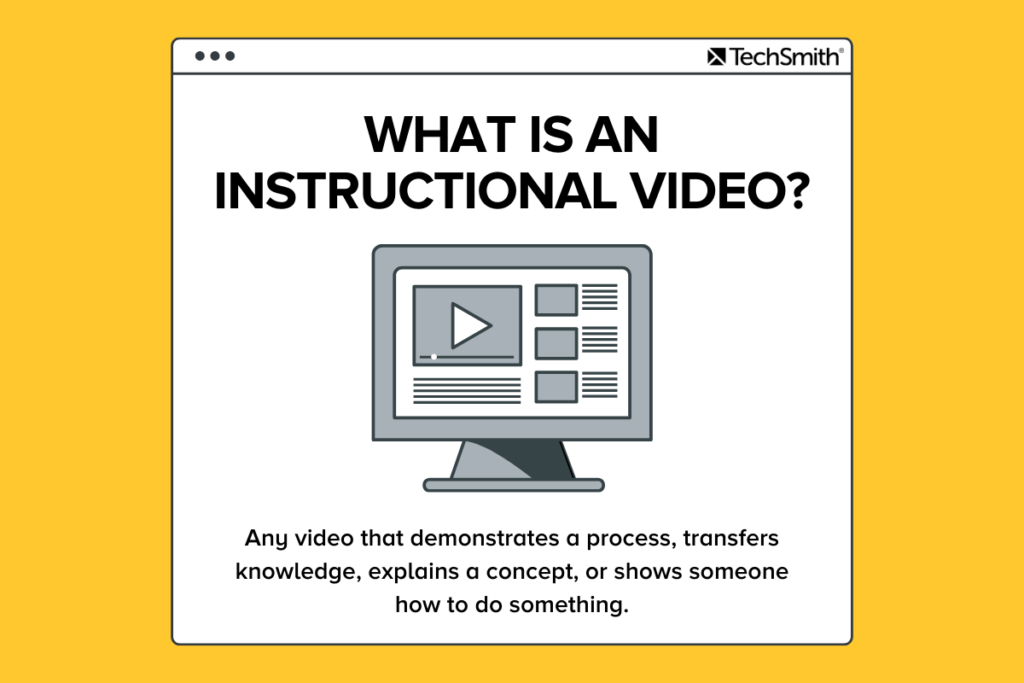 TechSmith®
WHAT IS AN
INSTRUCTIONAL VIDEO?
Any video that demonstrates a process, transfers
knowledge, explains a concept, or shows someone
how to do something.